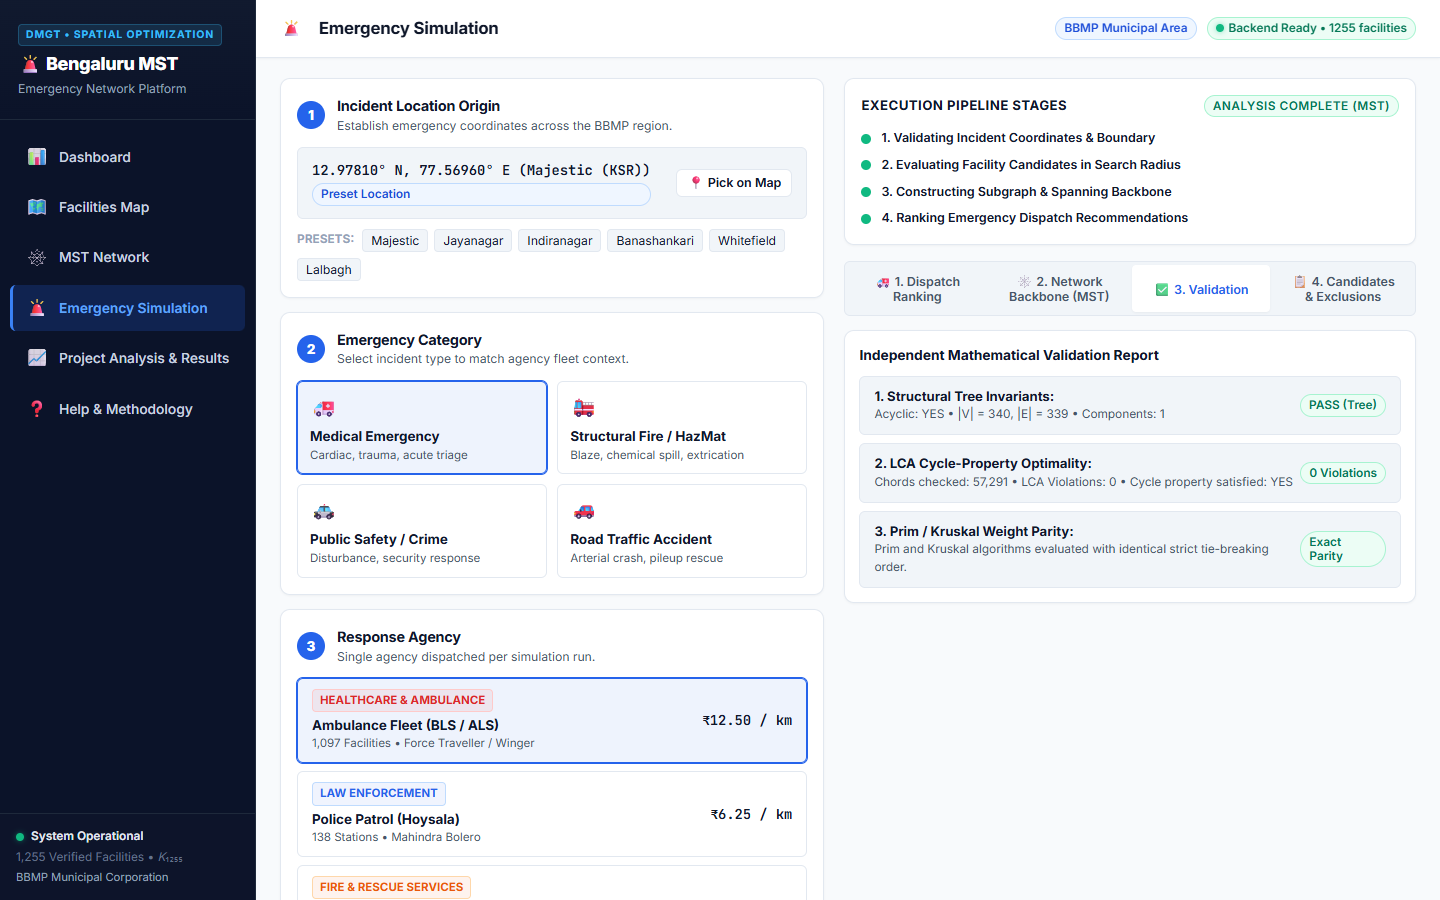 DMGT • SPATIAL OPTIMIZATION
Bengaluru MST
Emergency Network Platform
Dashboard
Facilities Map
MST Network
Emergency Simulation
Project Analysis & Results
Help & Methodology
System Operational
1,255 Verified Facilities • K₁₂₅₅
BBMP Municipal Corporation
Emergency Simulation
BBMP Municipal Area
Backend Ready • 1255 facilities
1
Incident Location Origin
Establish emergency coordinates across the BBMP region.
12.97810° N, 77.56960° E (Majestic (KSR))
Preset Location
Pick on Map
PRESETS:
Majestic
Jayanagar
Indiranagar
Banashankari
Whitefield
Lalbagh
2
Emergency Category
Select incident type to match agency fleet context.
Medical Emergency
Cardiac, trauma, acute triage
Structural Fire / HazMat
Blaze, chemical spill, extrication
Public Safety / Crime
Disturbance, security response
Road Traffic Accident
Arterial crash, pileup rescue
3
Response Agency
Single agency dispatched per simulation run.
HEALTHCARE & AMBULANCE
Ambulance Fleet (BLS / ALS)
1,097 Facilities • Force Traveller / Winger
₹12.50 / km
LAW ENFORCEMENT
Police Patrol (Hoysala)
138 Stations • Mahindra Bolero
₹6.25 / km
FIRE & RESCUE SERVICES
EXECUTION PIPELINE STAGES
ANALYSIS COMPLETE (MST)
1. Validating Incident Coordinates & Boundary
2. Evaluating Facility Candidates in Search Radius
3. Constructing Subgraph & Spanning Backbone
4. Ranking Emergency Dispatch Recommendations
1. Dispatch
Ranking
2. Network
Backbone (MST)
3. Validation
4. Candidates
& Exclusions
Independent Mathematical Validation Report
1. Structural Tree Invariants:
Acyclic: YES • |V| = 340, |E| = 339 • Components: 1
PASS (Tree)
2. LCA Cycle-Property Optimality:
Chords checked: 57,291 • LCA Violations: 0 • Cycle property satisfied: YES
0 Violations
3. Prim / Kruskal Weight Parity:
Prim and Kruskal algorithms evaluated with identical strict tie-breaking
order.
Exact
Parity